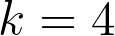 k = 4